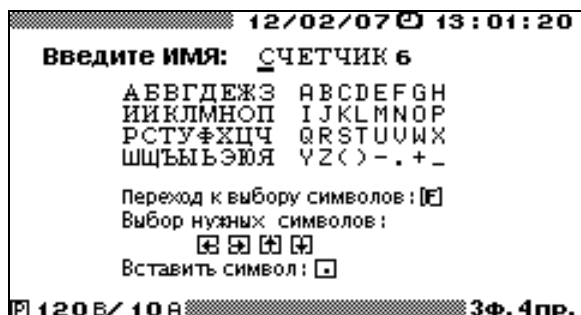 12/02/07 13:01:20
Введите ИМЯ: СЧЕТЧИК 6
АБВГДЕЖЗ ABCDEFGH
ИЙКЛМНОП IJKLMNOP
РСТУФХЦЧ QRSTUVWX
ШЩЪЫЬЭЮЯ YZ()-.+_
Переход к выбору символов:[F]
Выбор нужных символов:
[←] [→] [↑] [↓]
Вставить символ: [.]
P 120В/ 10А 3Ф.4ПР.